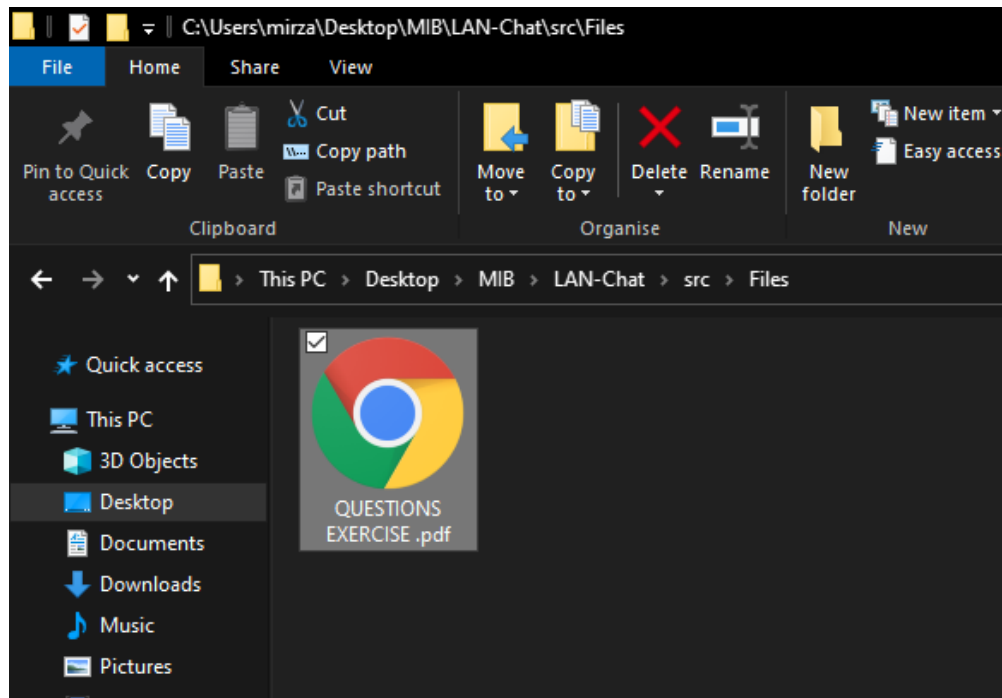 C:\Users\mirza\Desktop\MIB\LAN-Chat\src\Files
File Home Share View
Pin to Quick access
Copy
Paste
Cut
Copy path
Paste shortcut
Clipboard
Move to
Copy to
Delete
Rename
Organise
New folder
New item
Easy access
New
This PC > Desktop > MIB > LAN-Chat > src > Files
Quick access
This PC
3D Objects
Desktop
Documents
Downloads
Music
Pictures
QUESTIONS
EXERCISE .pdf